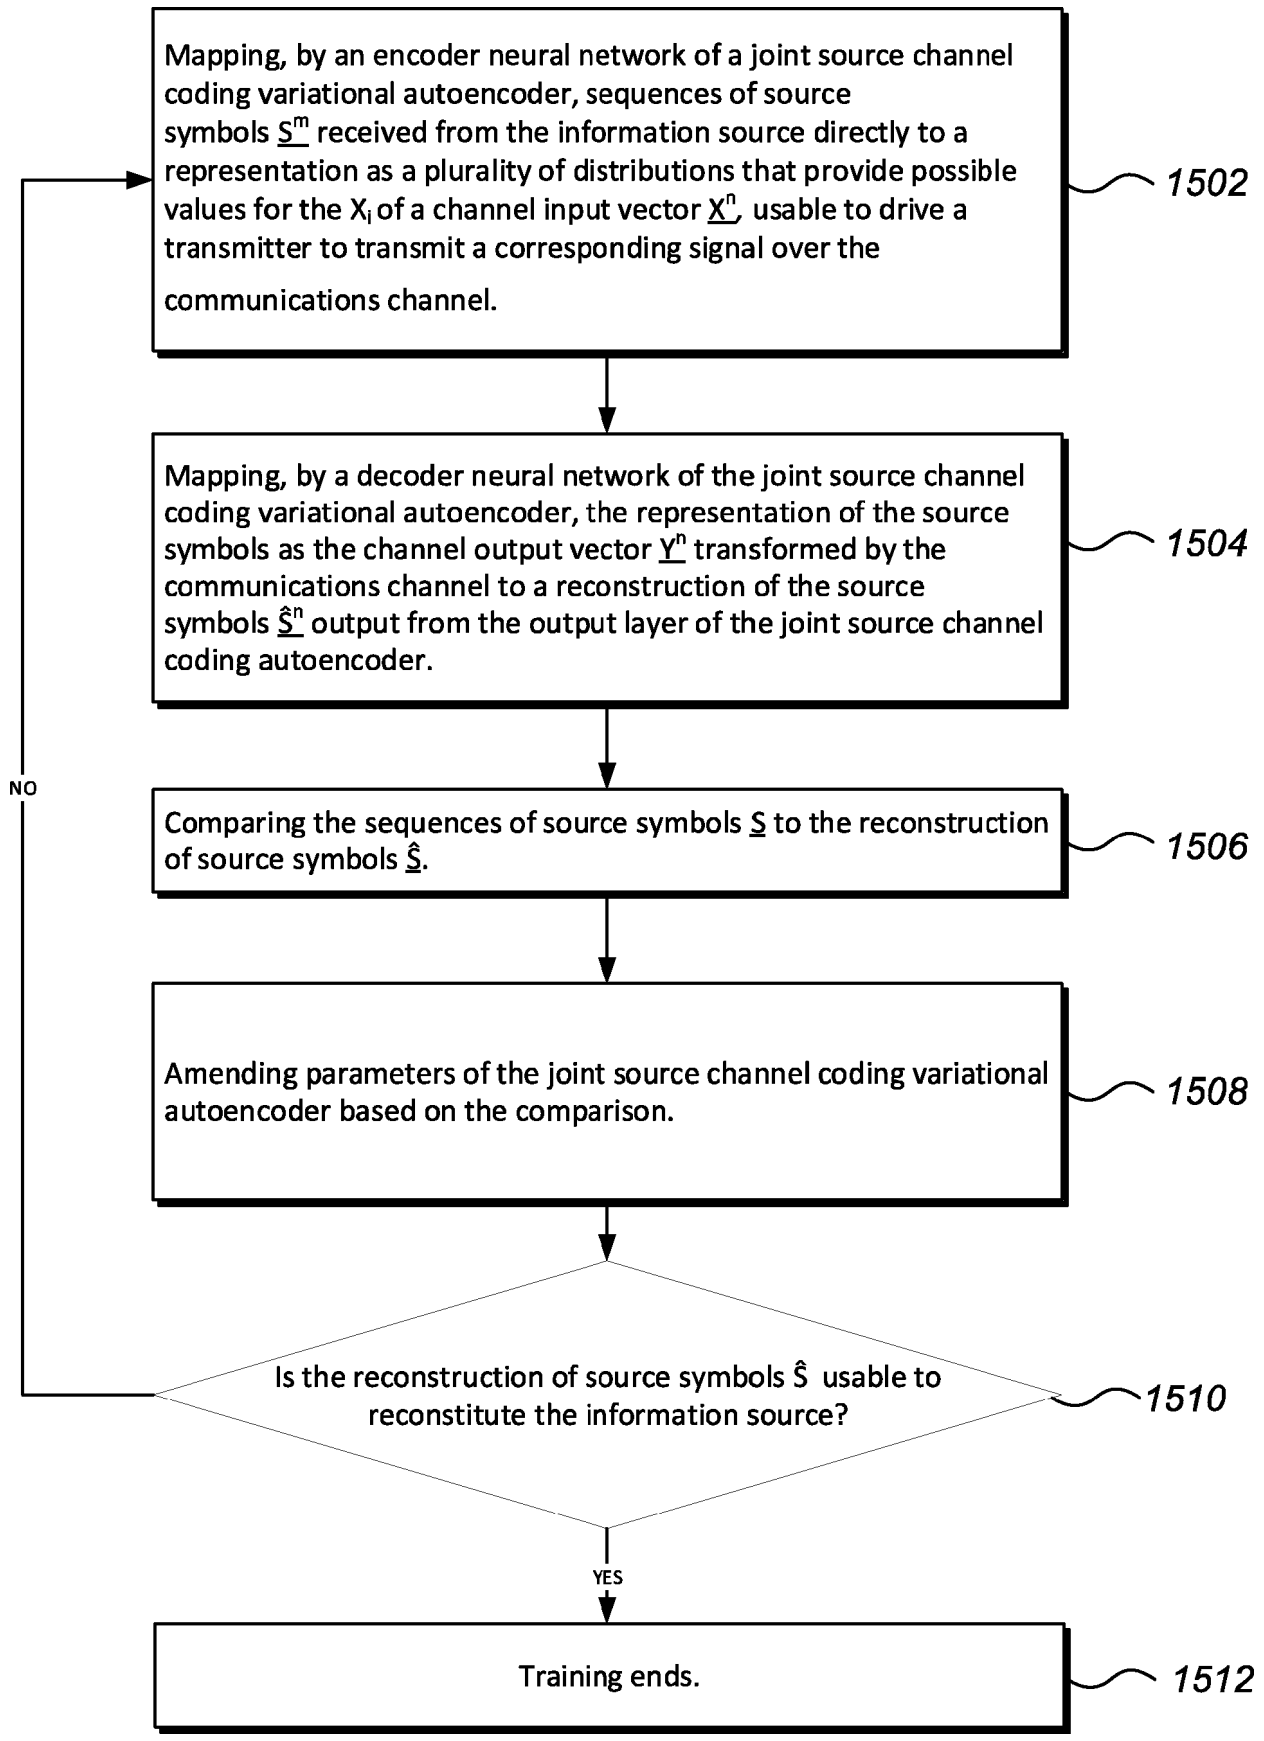 Mapping, by an encoder neural network of a joint source channel
coding variational autoencoder, sequences of source
symbols S^m received from the information source directly to a
representation as a plurality of distributions that provide possible
values for the X_i of a channel input vector X^n, usable to drive a
transmitter to transmit a corresponding signal over the
communications channel.
1502
Mapping, by a decoder neural network of the joint source channel
coding variational autoencoder, the representation of the source
symbols as the channel output vector Y^n transformed by the
communications channel to a reconstruction of the source
symbols Ŝ^n output from the output layer of the joint source channel
coding autoencoder.
1504
NO
Comparing the sequences of source symbols S to the reconstruction
of source symbols Ŝ.
1506
Amending parameters of the joint source channel coding variational
autoencoder based on the comparison.
1508
Is the reconstruction of source symbols Ŝ usable to
reconstitute the information source?
1510
YES
Training ends.
1512